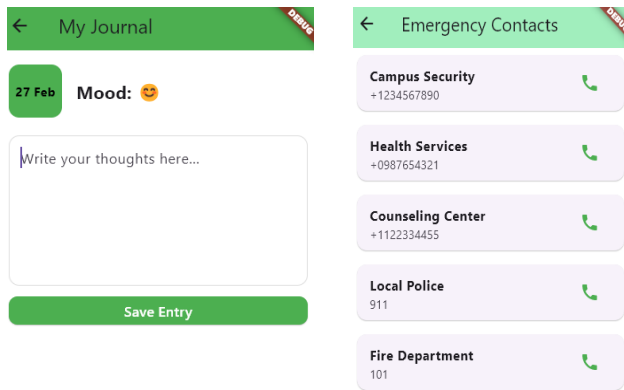 My Journal
DEBUG
27 Feb
Mood: 😊
Write your thoughts here...
Save Entry
Emergency Contacts
Campus Security
+1234567890
Health Services
+0987654321
Counseling Center
+1122334455
Local Police
911
Fire Department
101